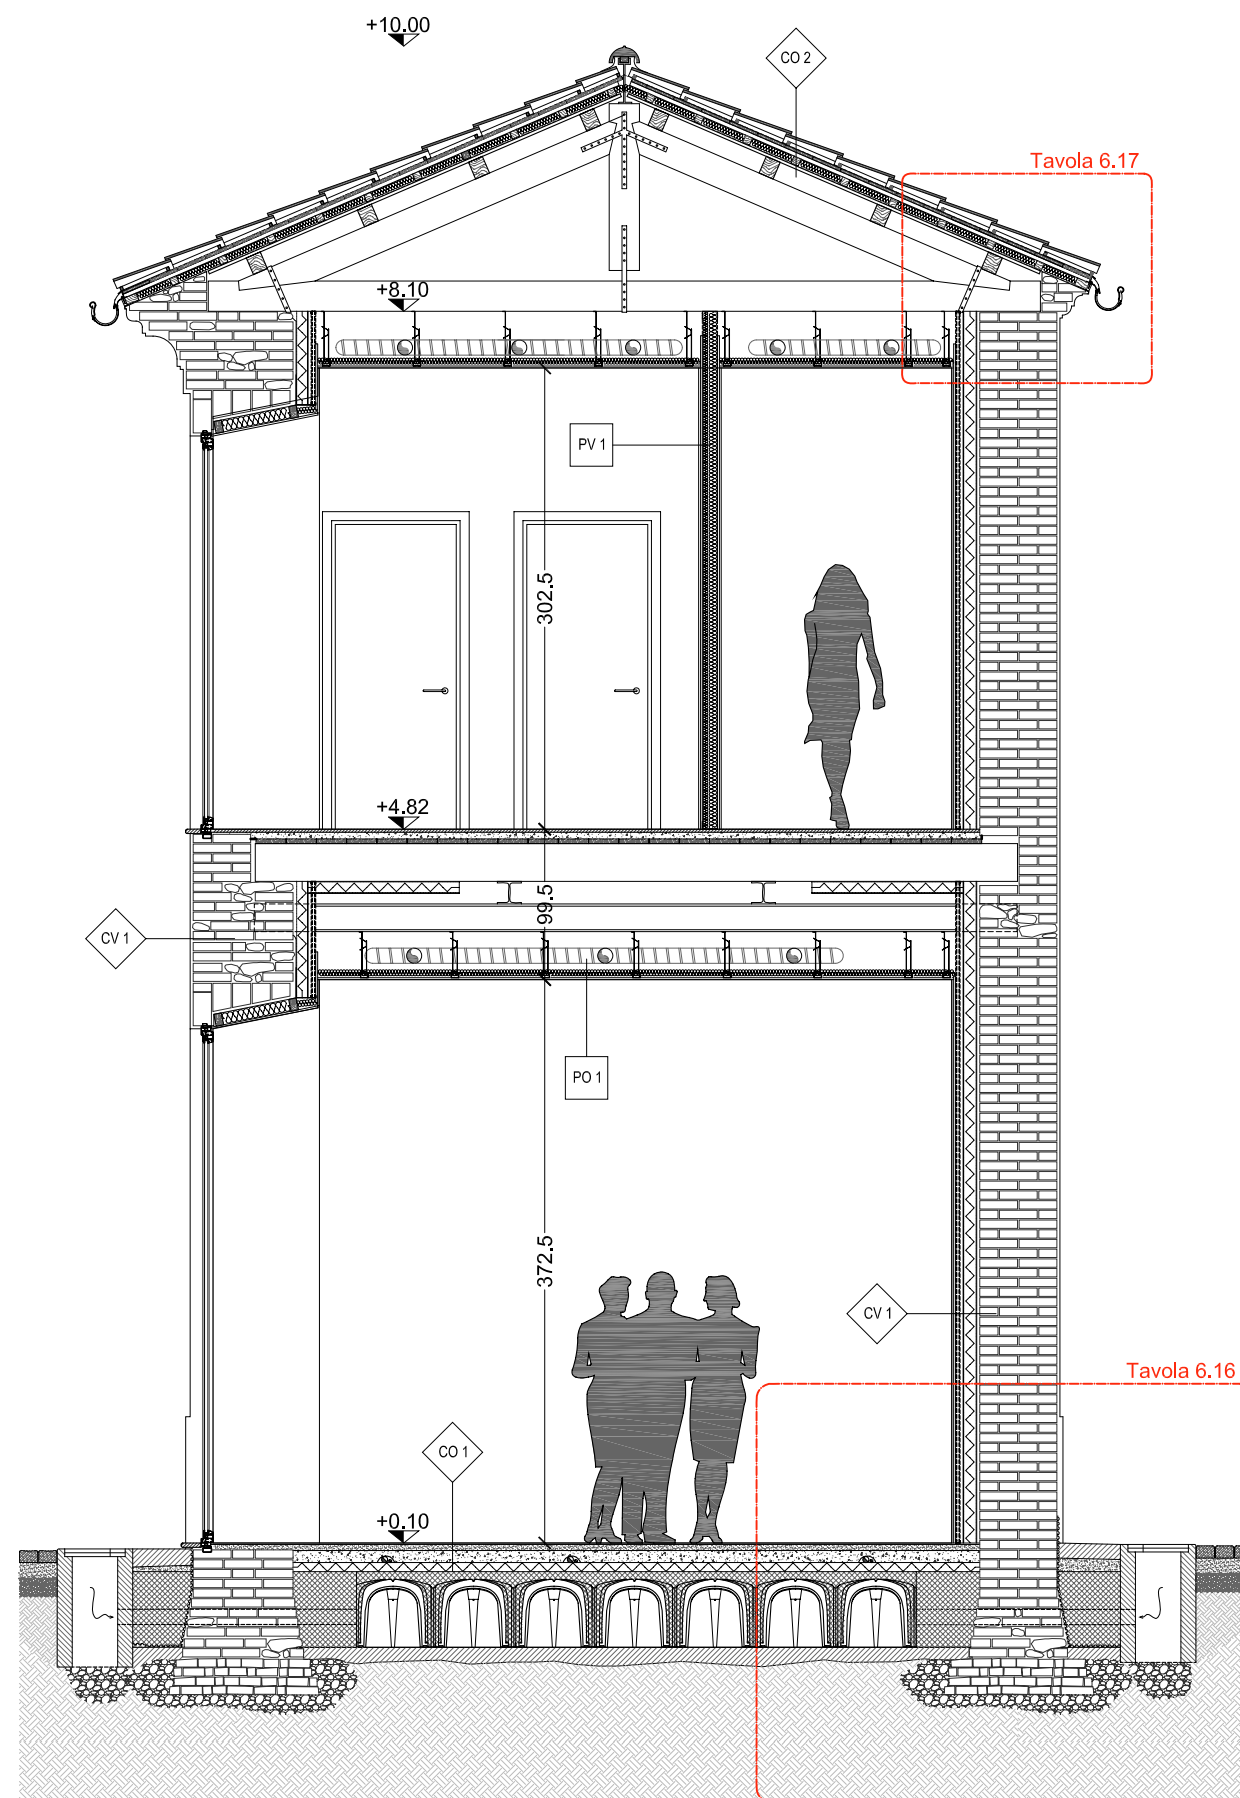 +10.00
CO 2
Tavola 6.17
+8.10
PV 1
302.5
+4.82
99.5
CV 1
PO 1
372.5
CV 1
Tavola 6.16
CO 1
+0.10